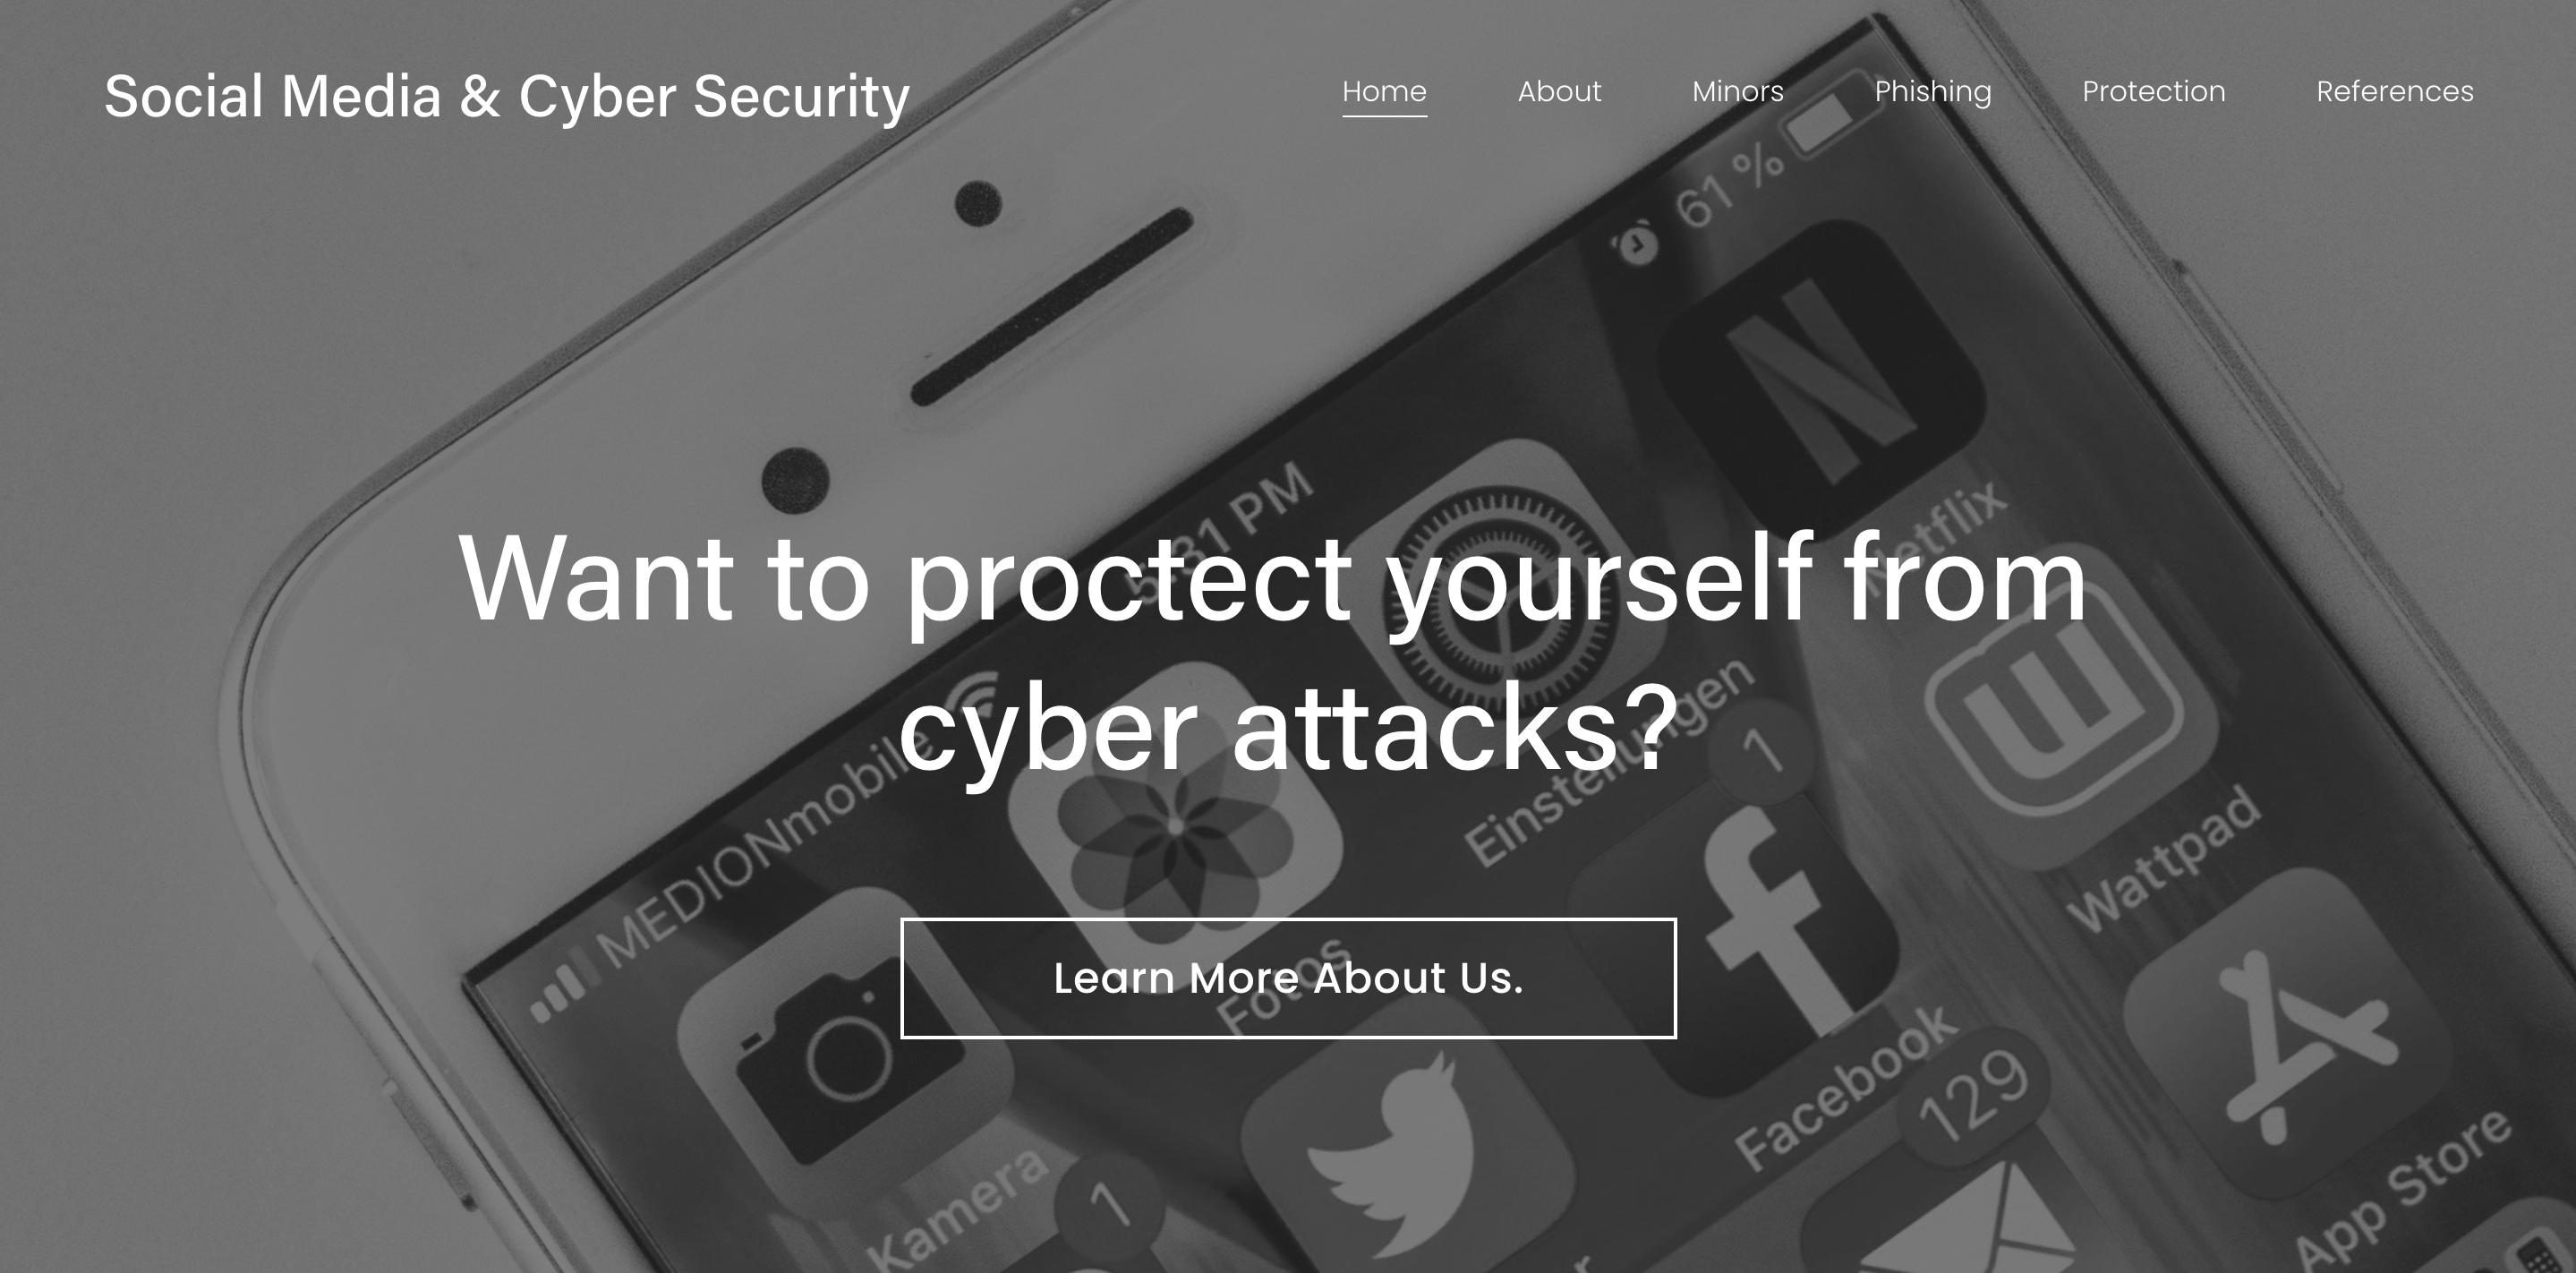 Social Media & Cyber Security
Home About Minors Phishing Protection References
61 %
5:31 PM
Netflix
Want to proctect yourself from
cyber attacks?
MEDIONmobile
Einstellungen
1
Wattpad
Learn More About Us.
Fotos
Facebook
129
Kamera
1
App Store